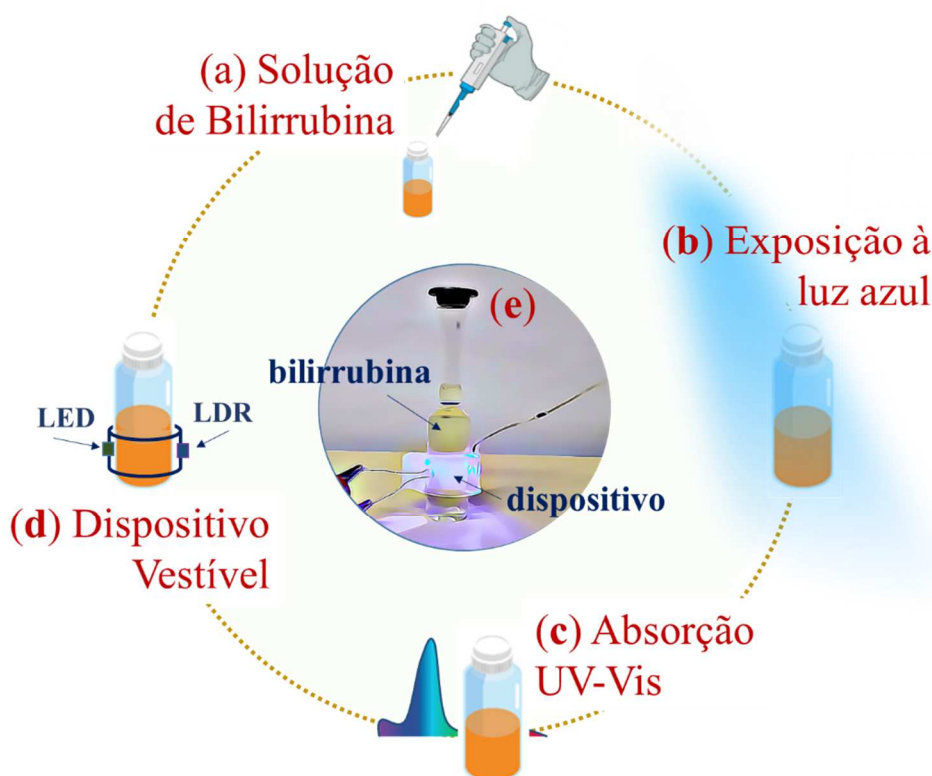 (a) Solução
de Bilirrubina
(b) Exposição à
luz azul
(e)
bilirrubina
LED
LDR
dispositivo
(d) Dispositivo
Vestível
(c) Absorção
UV-Vis